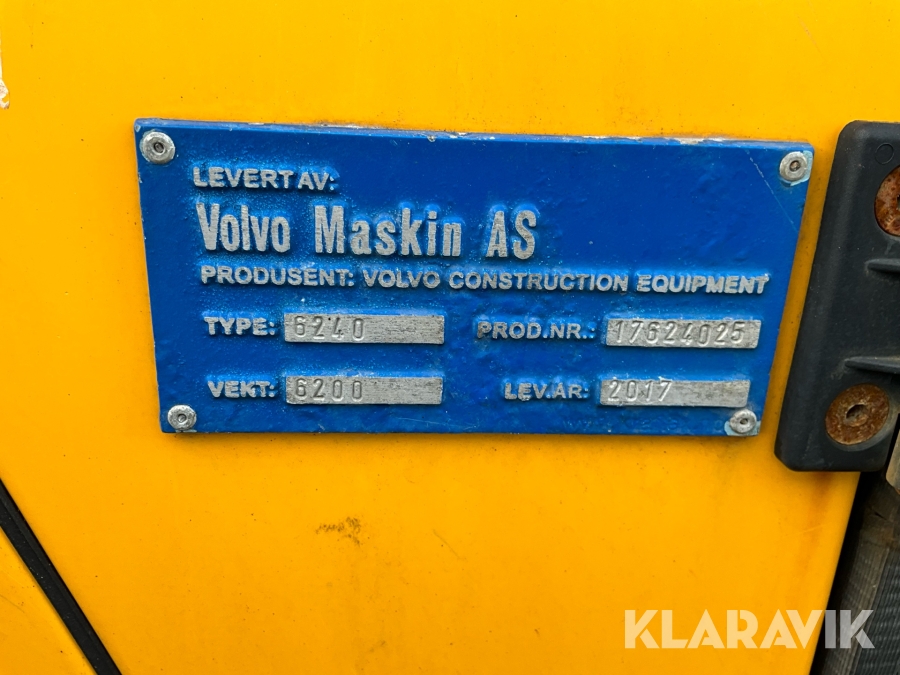 LEVERT AV:
Volvo Maskin AS
PRODUSENT: VOLVO CONSTRUCTION EQUIPMENT
TYPE: 6240 PROD.NR.: 17624025
VEKT: 6200 LEV.ÅR: 2017
KLARAVIK